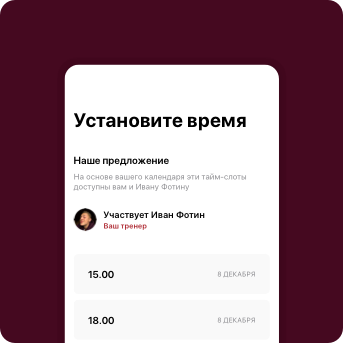 Установите время
Наше предложение
На основе вашего календаря эти тайм-слоты
доступны вам и Ивану Фотину
Участвует Иван Фотин
Ваш тренер
15.00
8 ДЕКАБРЯ
18.00
8 ДЕКАБРЯ